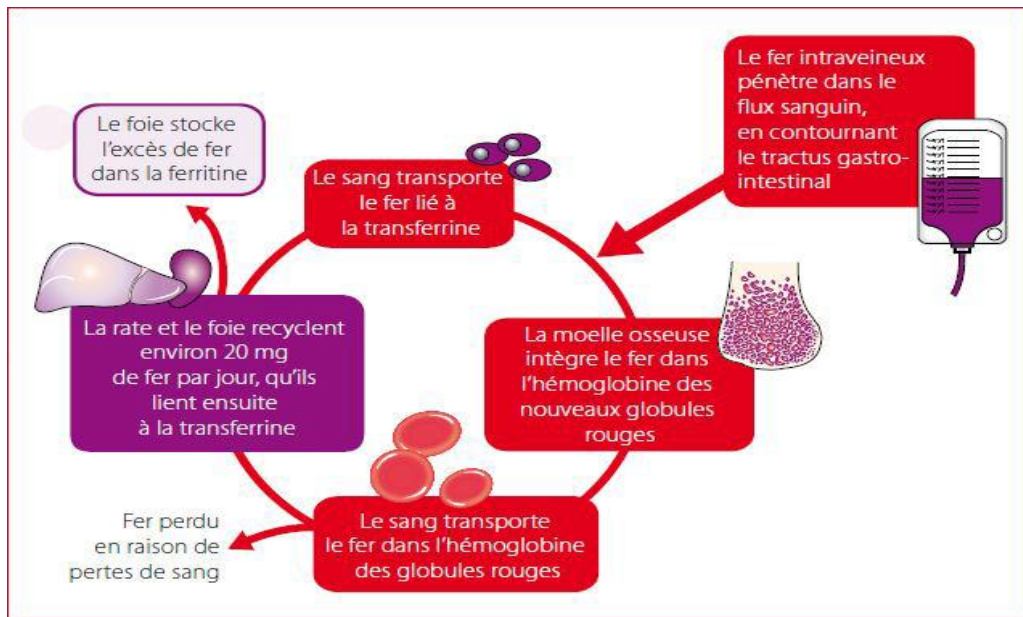 Le fer intraveineux
pénètre dans le
flux sanguin,
en contournant
le tractus gastro-
intestinal
Le foie stocke
l'excès de fer
dans la ferritine
Le sang transporte
le fer lié à
la transferrine
La rate et le foie recyclent
environ 20 mg
de fer par jour, qu'ils
lient ensuite
à la transferrine
La moelle osseuse
intègre le fer dans
l'hémoglobine des
nouveaux globules
rouges
Le sang transporte
le fer dans l'hémoglobine
des globules rouges
Fer perdu
en raison de
pertes de sang